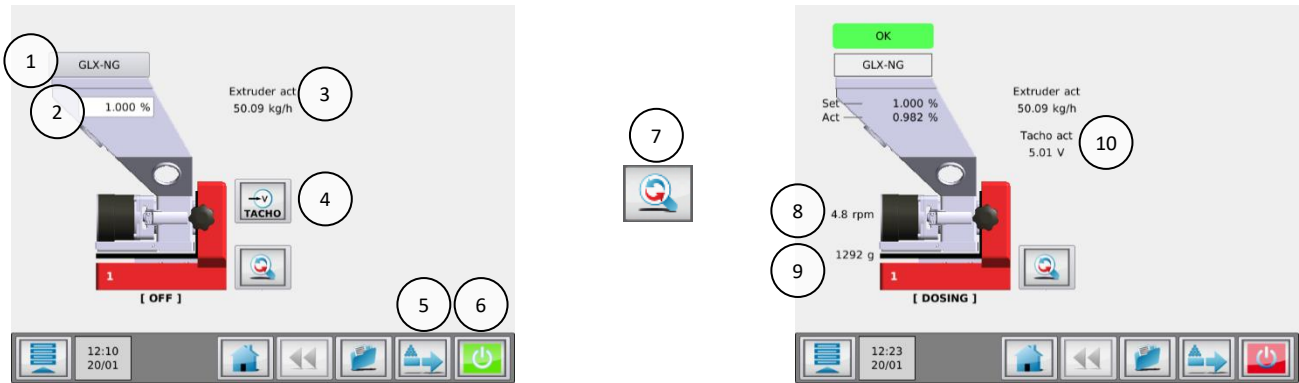 1
GLX-NG
2
1.000 %
Extruder act
50.09 kg/h
3
4
V
TACHO
1
[ OFF ]
5
6
12:10
20/01
7
OK
GLX-NG
Set 1.000 %
Act 0.982 %
Extruder act
50.09 kg/h
Tacho act
5.01 V
10
8
4.8 rpm
9
1292 g
1
[ DOSING ]
12:23
20/01